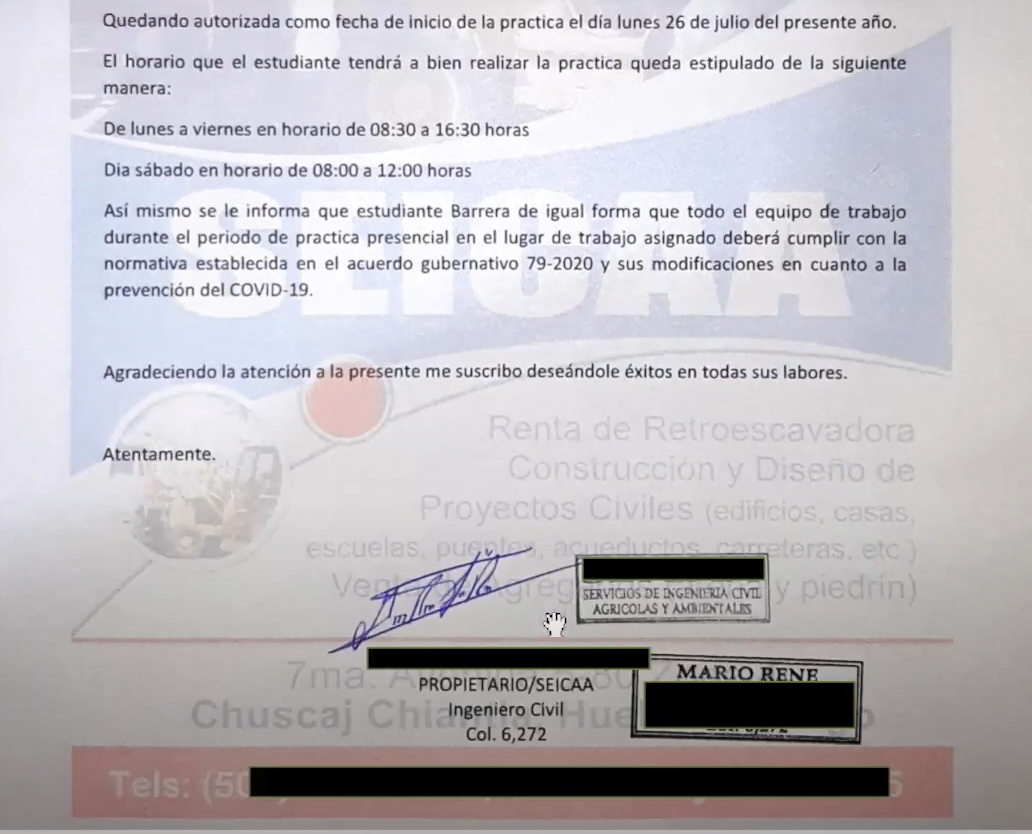 Quedando autorizada como fecha de inicio de la practica el día lunes 26 de julio del presente año.
El horario que el estudiante tendrá a bien realizar la practica queda estipulado de la siguiente
manera:
De lunes a viernes en horario de 08:30 a 16:30 horas
Dia sábado en horario de 08:00 a 12:00 horas
Así mismo se le informa que estudiante Barrera de igual forma que todo el equipo de trabajo
durante el periodo de practica presencial en el lugar de trabajo asignado deberá cumplir con la
normativa establecida en el acuerdo gubernativo 79-2020 y sus modificaciones en cuanto a la
prevención del COVID-19.
SEICAA
Agradeciendo la atención a la presente me suscribo deseándole éxitos en todas sus labores.
Renta de Retroescavadora
Atentamente.
Construcción y Diseño de
Proyectos Civiles (edificios, casas,
escuelas, puentes, acueductos, carreteras, etc.)
y piedrín)
SERVICIOS DE INGENIERIA CIVIL
AGRICOLAS Y AMBIENTALES
7ma.
MARIO RENE
PROPIETARIO/SEICAA
Ingeniero Civil
Chuscaj
Col. 6,272
Tels: (50